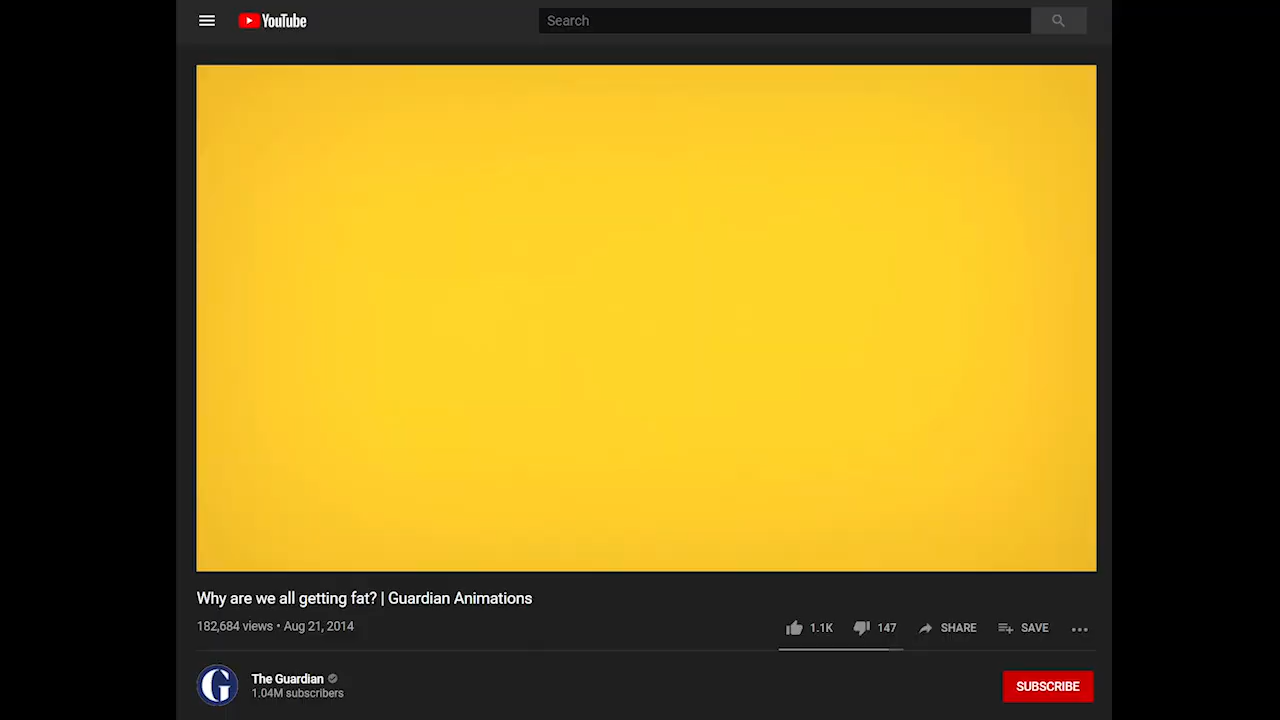 YouTube
Search
Why are we all getting fat? | Guardian Animations
182,684 views • Aug 21, 2014
1.1K 147 SHARE SAVE
G
The Guardian
1.04M subscribers
SUBSCRIBE